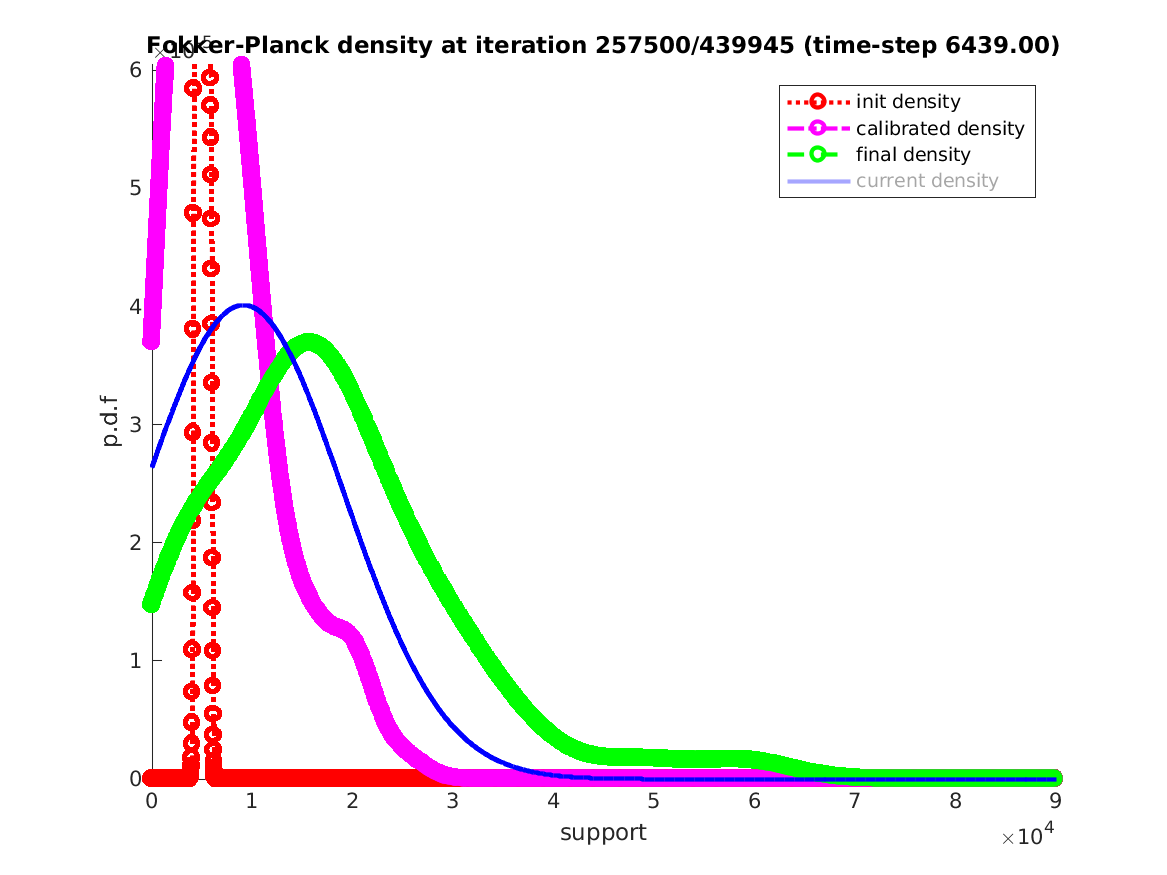 Fokker-Planck density at iteration 257500/439945 (time-step 6439.00)
6
5
4
3
2
1
0
p.d.f
init density
calibrated density
final density
current density
0 1 2 3 4 5 6 7 8 9
support
×10⁴